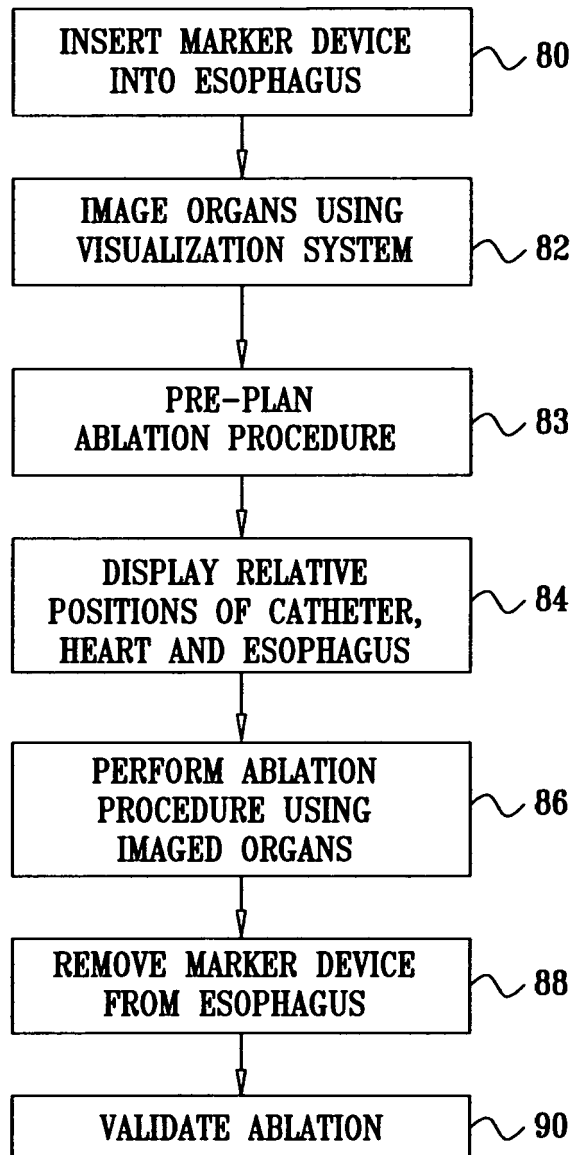 INSERT MARKER DEVICE
INTO ESOPHAGUS
80
IMAGE ORGANS USING
VISUALIZATION SYSTEM
82
PRE-PLAN
ABLATION PROCEDURE
83
DISPLAY RELATIVE
POSITIONS OF CATHETER,
HEART AND ESOPHAGUS
84
PERFORM ABLATION
PROCEDURE USING
IMAGED ORGANS
86
REMOVE MARKER DEVICE
FROM ESOPHAGUS
88
VALIDATE ABLATION
90